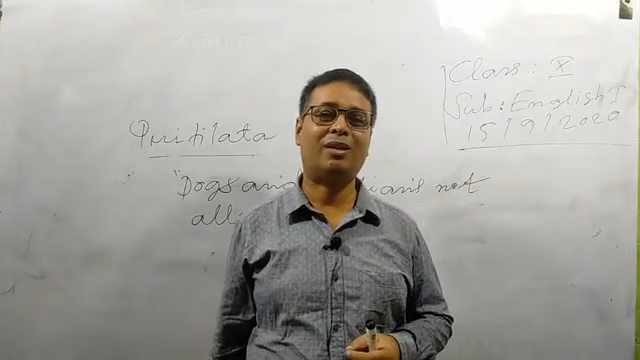 Pritilata
"Dogs and not
Class: X
Sub: English I
15/9/2020